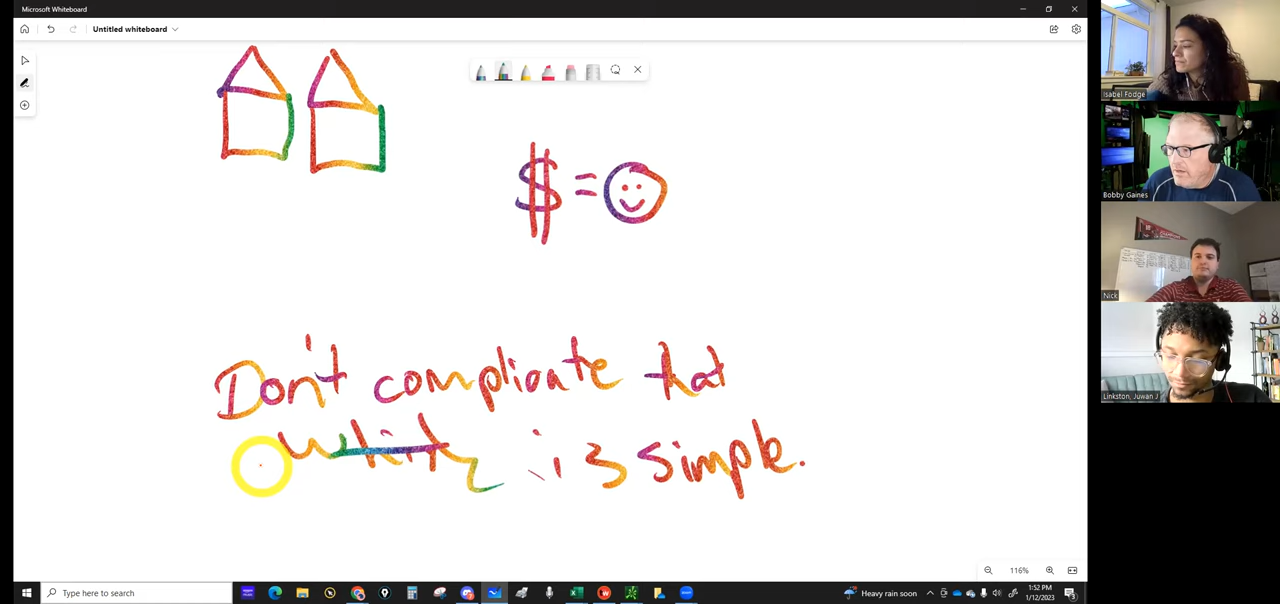 Microsoft Whiteboard
Untitled whiteboard
$ =
Don't complicate that
is simple.
116%
Type here to search
Heavy rain soon
1:52 PM
1/12/2023
Isabel Fodge
Bobby Gaines
Nick
Linkston, Juwan J